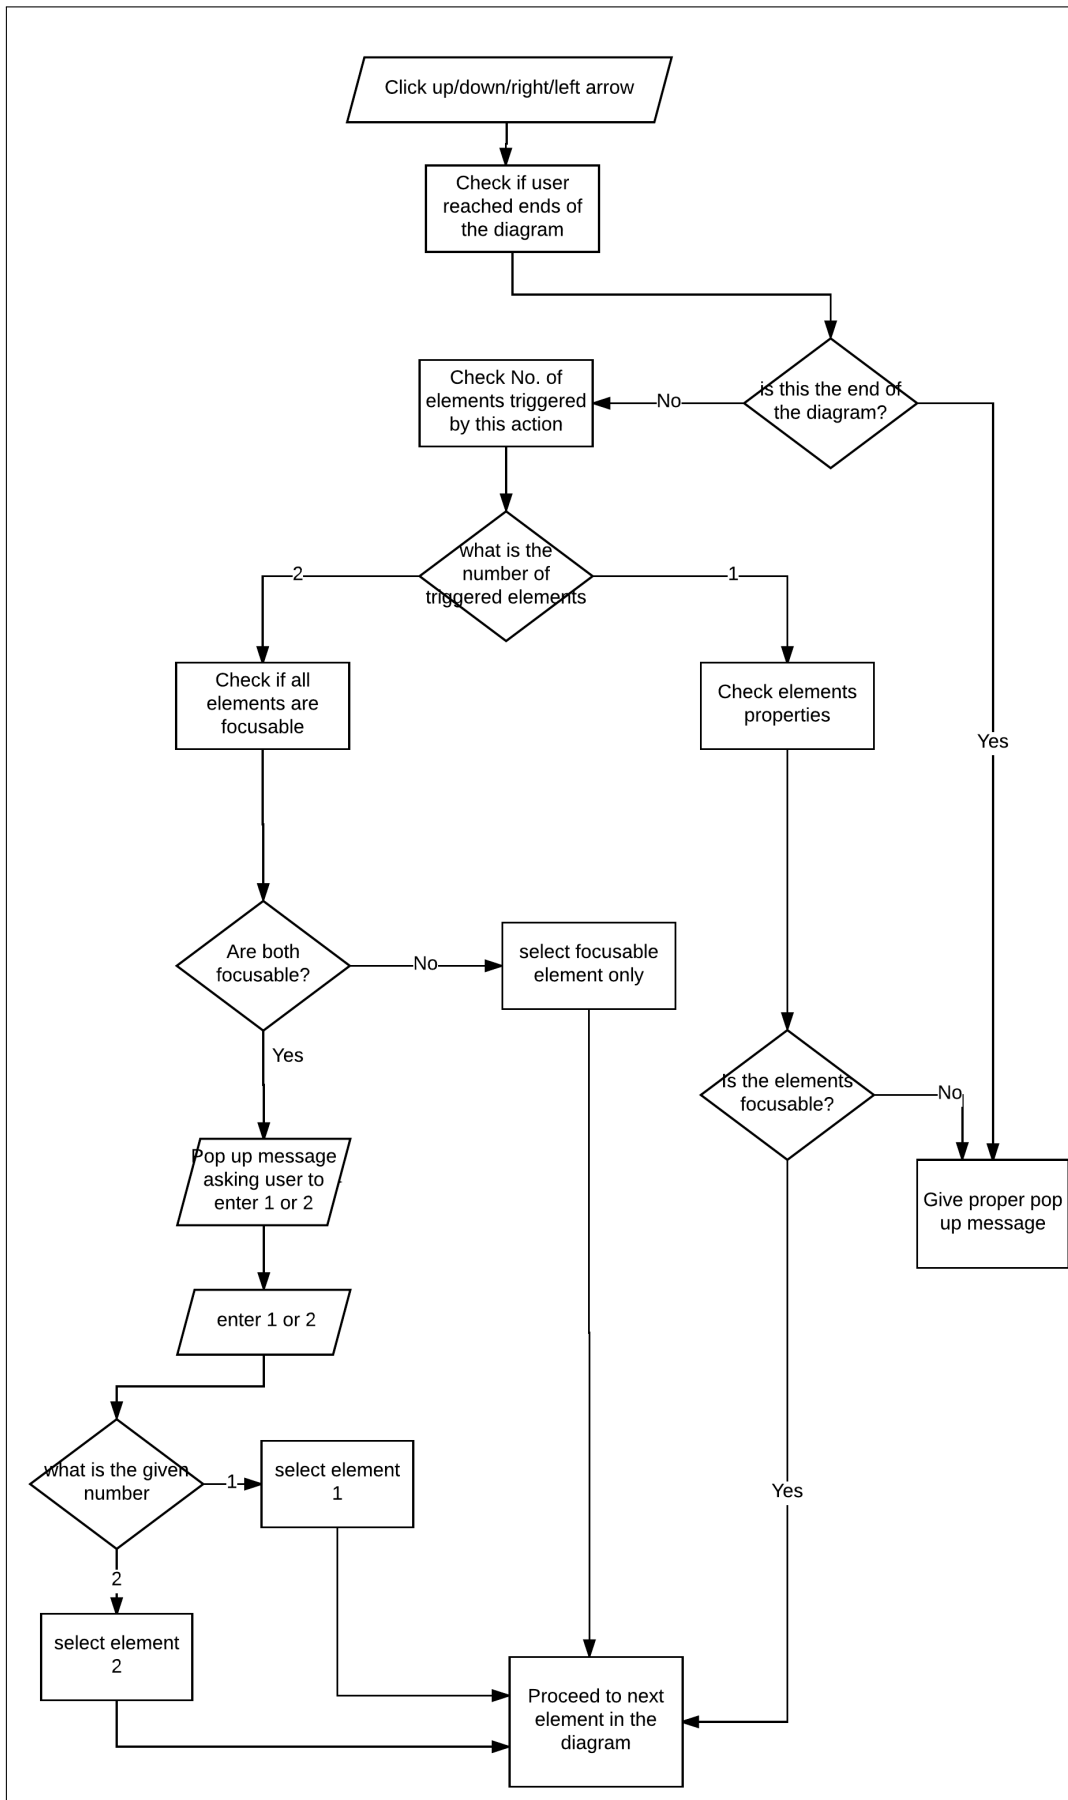 Click up/down/right/left arrow
Check if user
reached ends of
the diagram
is this the end of
the diagram?
No
Check No. of
elements triggered
by this action
what is the
number of
triggered elements
2
1
Check if all
elements are
focusable
Check elements
properties
Yes
Are both
focusable?
No
select focusable
element only
Yes
Is the elements
focusable?
No
Pop up message
asking user to
enter 1 or 2
Give proper pop
up message
enter 1 or 2
what is the given
number
1
select element
1
Yes
2
select element
2
Proceed to next
element in the
diagram